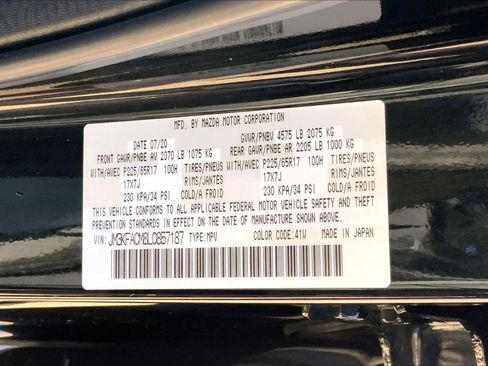 MFD. BY MAZDA MOTOR CORPORATION
DATE 07/20 GVWR/PNBV 4575 LB 2075 KG
FRONT GAWR/PNBE AV 2370 LB 1075 KG REAR GAWR/PNBE AR 2205 LB 1000 KG
WITH/AVEC P225/65R17 100H TIRES/PNEUS WITH/AVEC P225/65R17 100H TIRES/PNEUS
17X7J RIMS/JANTES 17X7J RIMS/JANTES
230 KPA/34 PSI COLD/A FROID 230 KPA/34 PSI COLD/A FROID
THIS VEHICLE CONFORMS TO ALL APPLICABLE FEDERAL MOTOR VEHICLE SAFETY AND THEFT
PREVENTION STANDARDS IN EFFECT ON THE DATE OF MANUFACTURE SHOWN ABOVE.
VIN: JM3KFACM8L0857187 TYPE:MPV COLOR CODE:41W MADE IN JAPAN